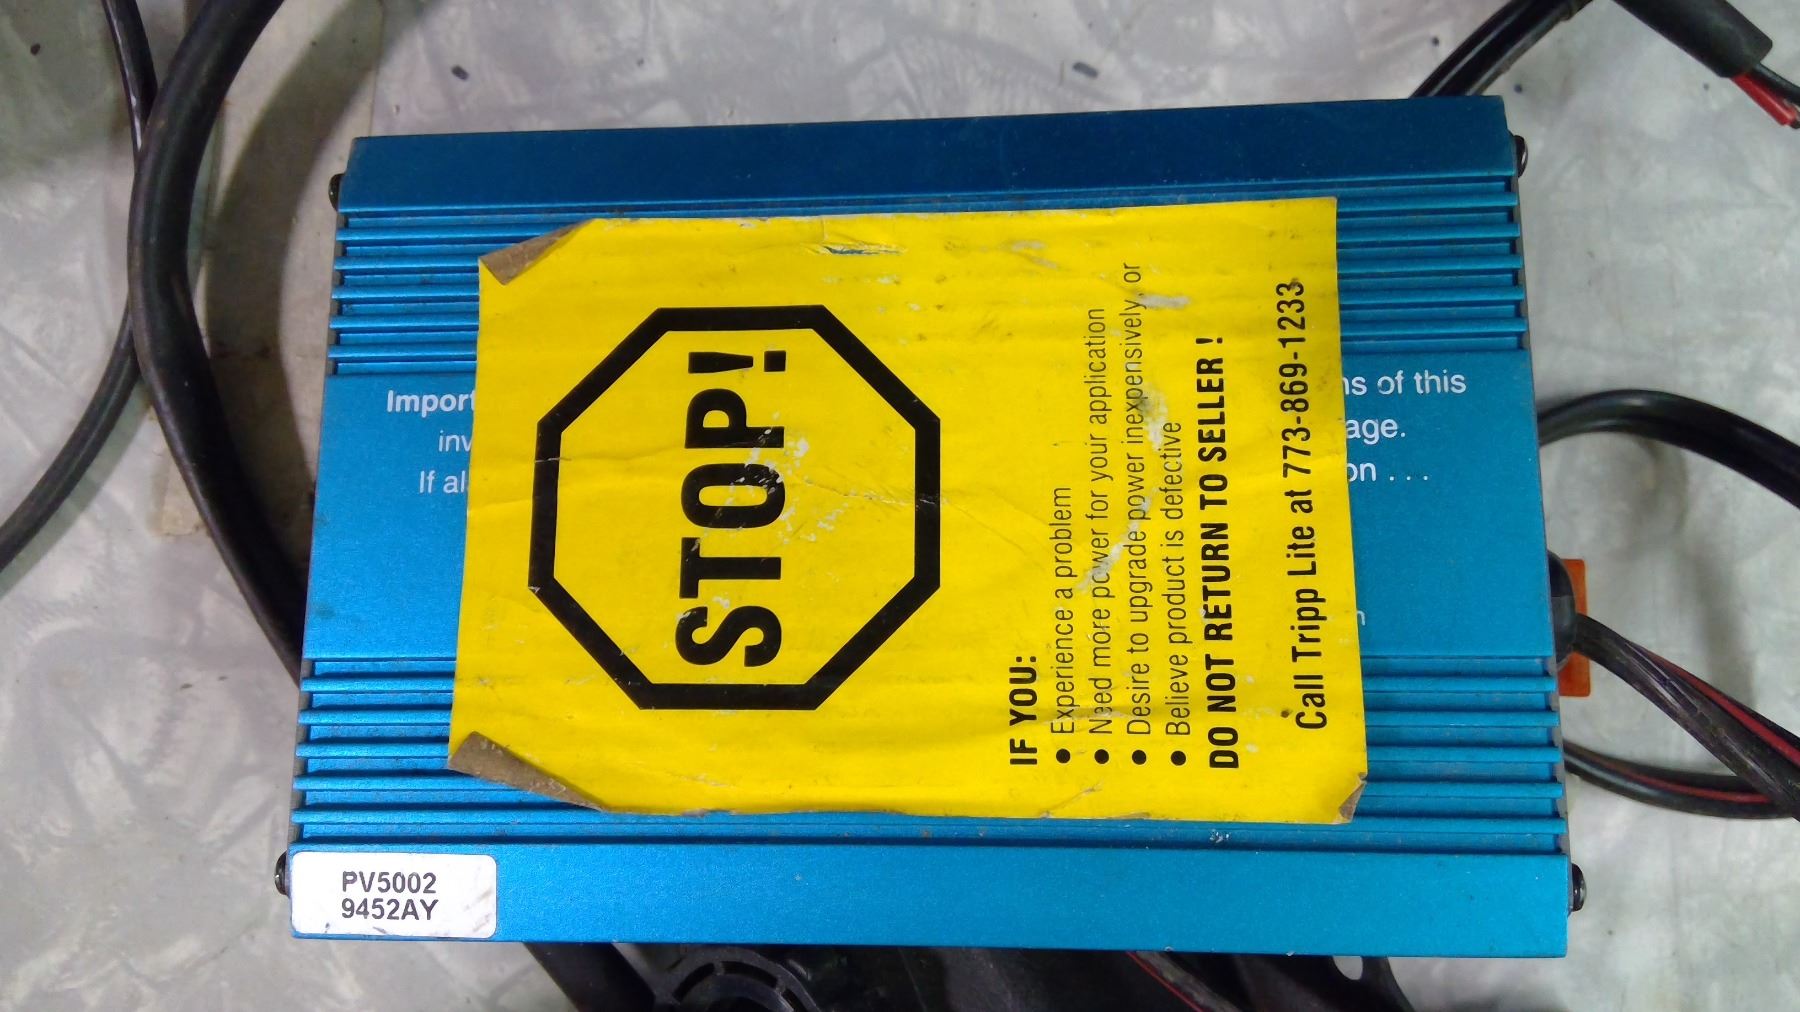 Impor
ns of this
inv
age.
If al
on . . .
n
STOP!
IF YOU:
• Experience a problem
• Need more power for your application
• Desire to upgrade power inexpensively, or
• Believe product is defective
DO NOT RETURN TO SELLER !
Call Tripp Lite at 773-869-1233
PV5002
9452AY